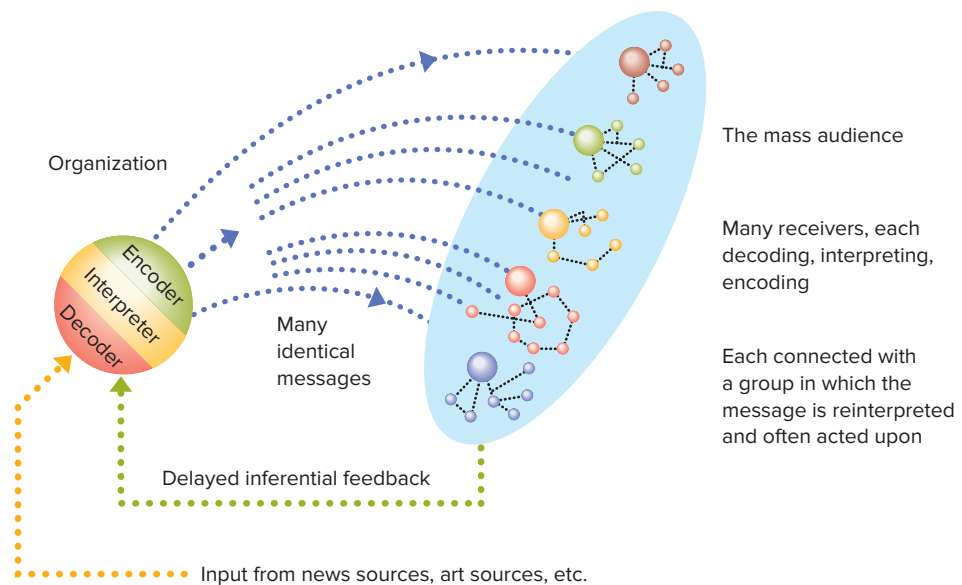 Organization
Encoder
Interpreter
Decoder
Many
identical
messages
The mass audience
Many receivers, each
decoding, interpreting,
encoding
Each connected with
a group in which the
message is reinterpreted
and often acted upon
Delayed inferential feedback
Input from news sources, art sources, etc.